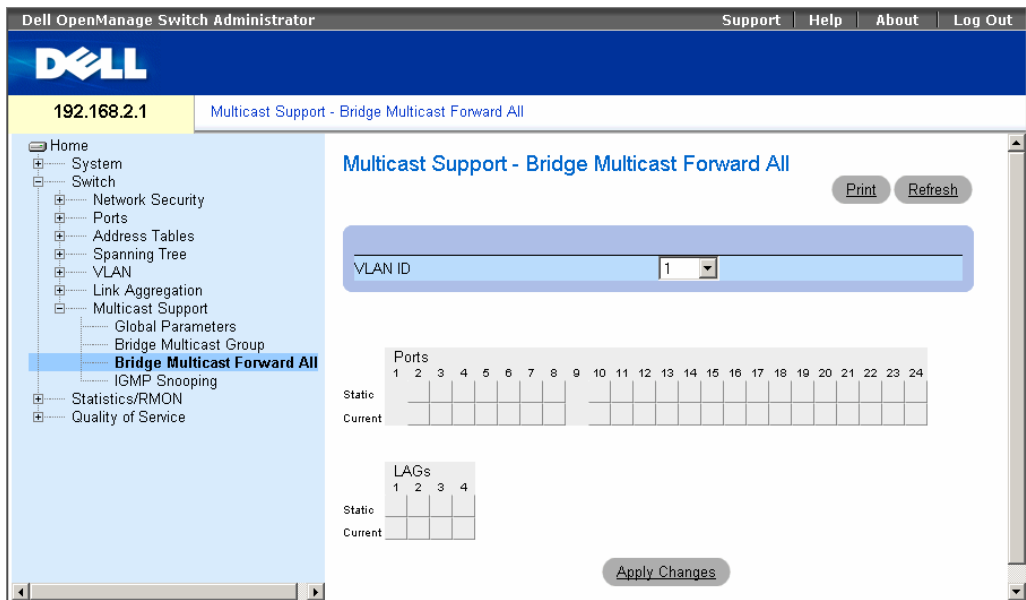 Dell OpenManage Switch Administrator
Support | Help | About | Log Out
DELL
192.168.2.1
Multicast Support - Bridge Multicast Forward All
Home
System
Switch
Network Security
Ports
Address Tables
Spanning Tree
VLAN
Link Aggregation
Multicast Support
Global Parameters
Bridge Multicast Group
Bridge Multicast Forward All
IGMP Snooping
Statistics/RMON
Quality of Service
Multicast Support - Bridge Multicast Forward All
Print Refresh
VLAN ID 1
Ports
1 2 3 4 5 6 7 8 9 10 11 12 13 14 15 16 17 18 19 20 21 22 23 24
Static
Current
LAGs
1 2 3 4
Static
Current
Apply Changes